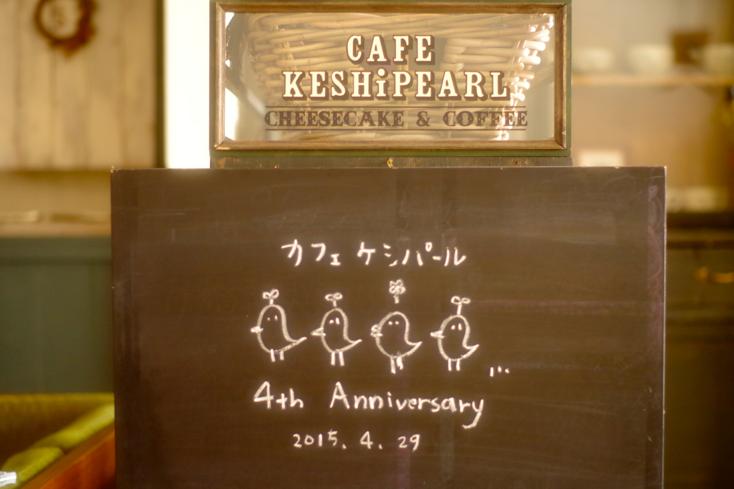 CAFE
KESHiPEARL
CHEESECAKE & COFFEE
カフェ ケシパール
...
4th Anniversary
2015. 4. 29